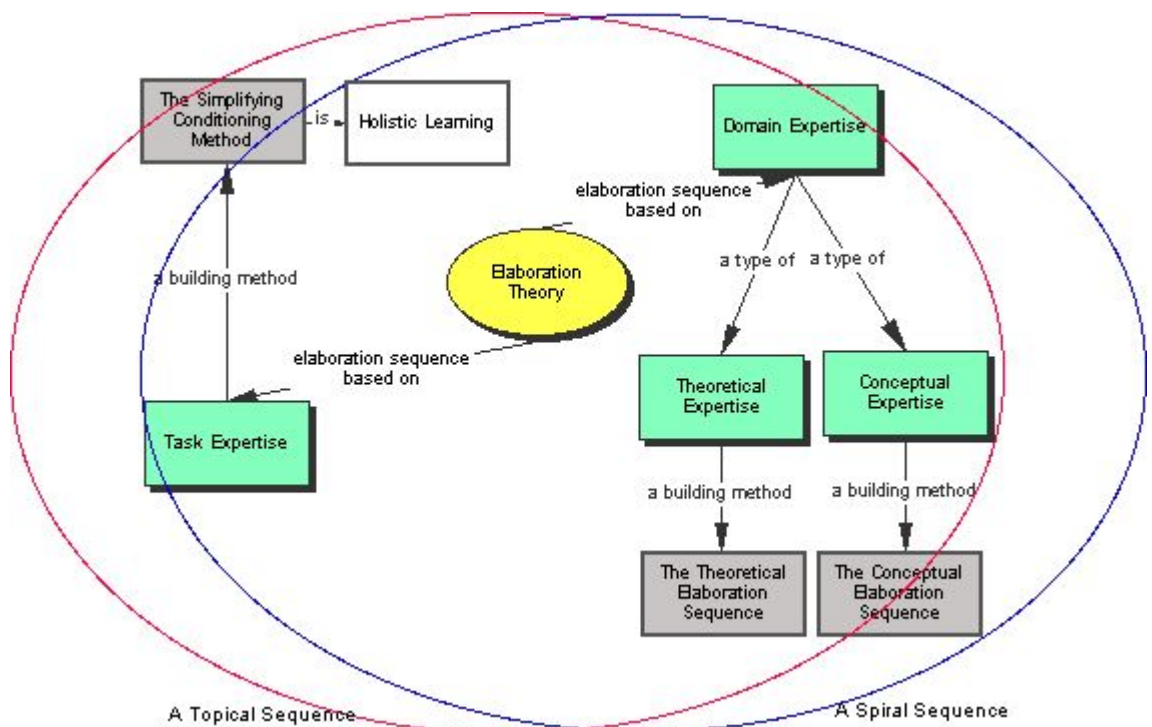 The Simplifying
Conditioning
Method
is
Holistic Learning
Domain Expertise
elaboration sequence
based on
Elaboration
Theory
a building method
a type of
a type of
elaboration sequence
based on
Task Expertise
Theoretical
Expertise
Conceptual
Expertise
a building method
a building method
The Theoretical
Elaboration
Sequence
The Conceptual
Elaboration
Sequence
A Topical Sequence
A Spiral Sequence